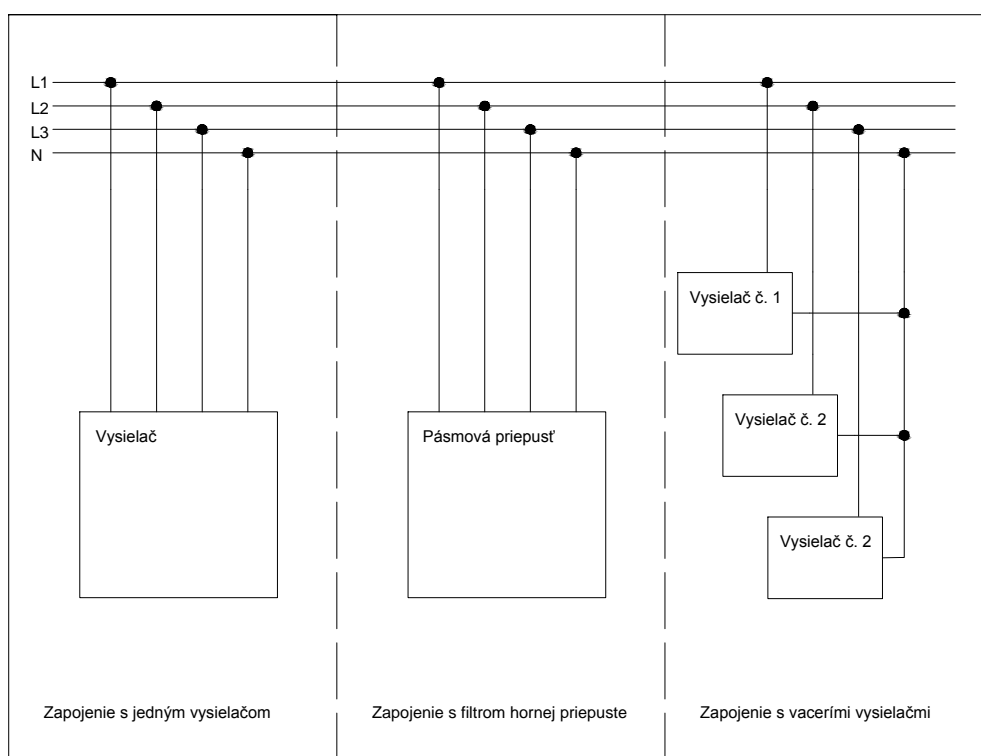 L1
L2
L3
N
Vysielač
Pásmová priepusť
Vysielač č. 1
Vysielač č. 2
Vysielač č. 2
Zapojenie s jedným vysielačom
Zapojenie s filtrom hornej priepuste
Zapojenie s vacerími vysielačmi